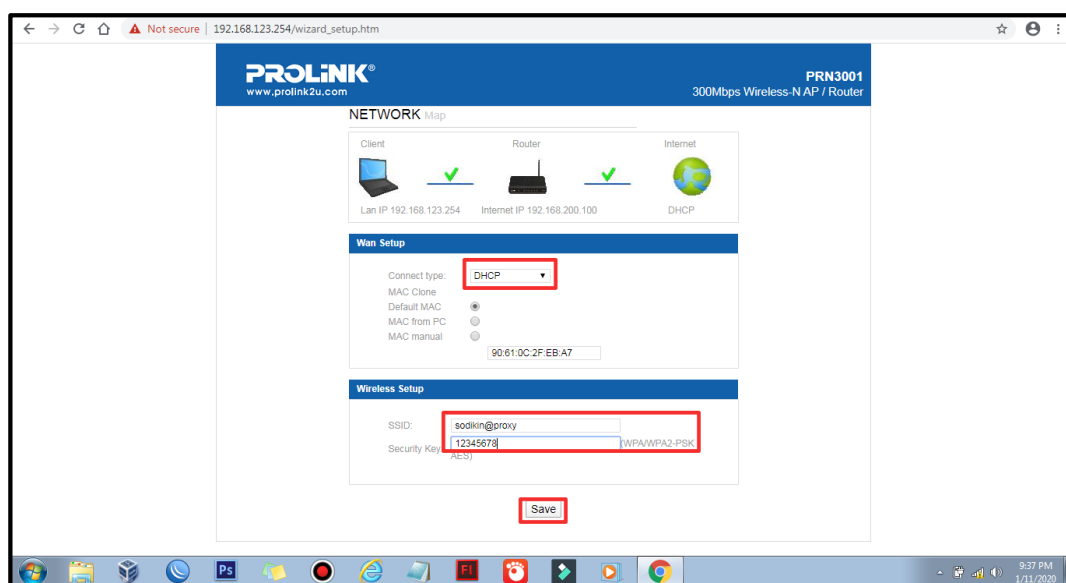 Not secure | 192.168.123.254/wizard_setup.htm
PROLiNK®
www.prolink2u.com
PRN3001
300Mbps Wireless-N AP / Router
NETWORK Map
Client Router Internet
Lan IP 192.168.123.254 Internet IP 192.168.200.100 DHCP
Wan Setup
Connect type: DHCP
MAC Clone
Default MAC
MAC from PC
MAC manual
90:61:0C:2F:EB:A7
Wireless Setup
SSID: sodikin@proxy
Security Key: 12345678 (WPA/WPA2-PSK
AES)
Save
Ps
Fl
9:37 PM
1/11/2020